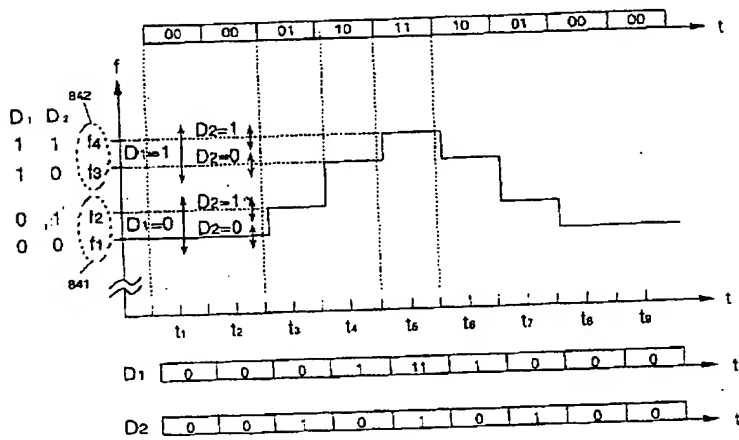 00 00 01 10 11 10 01 00 00 t
f
842
D1 D2
1 1 f4 D1=1 D2=1
1 0 f3 D2=0
0 1 f2 D2=1
0 0 f1 D1=0 D2=0
841
t
t1 t2 t3 t4 t5 t6 t7 t8 t9
D1 0 0 0 1 11 1 0 0 0 t
D2 0 0 1 0 1 0 1 0 0 t